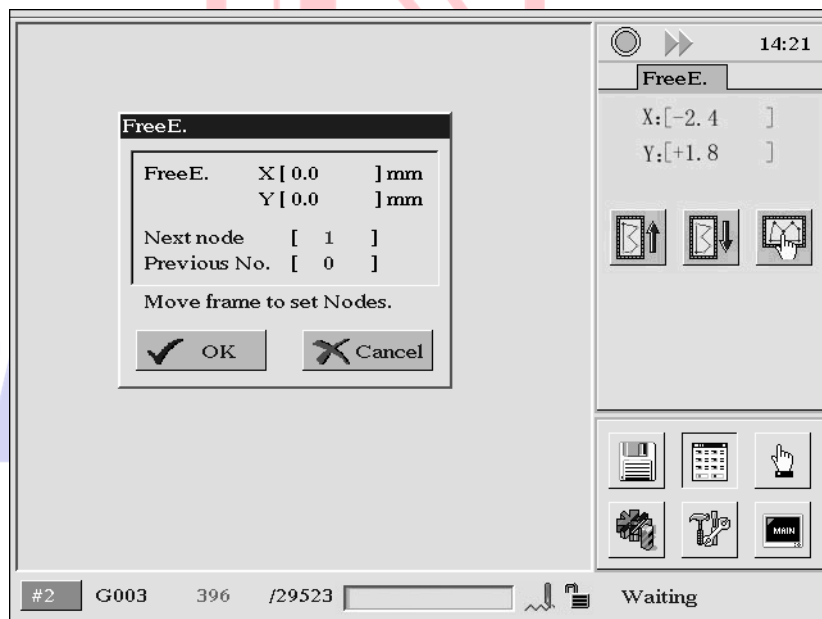 14:21
FreeE.
X:[-2.4 ]
Y:[+1.8 ]
FreeE.
FreeE. X[ 0.0 ] mm
Y[ 0.0 ] mm
Next node [ 1 ]
Previous No. [ 0 ]
Move frame to set Nodes.
OK Cancel
MAIN
#2 G003 396 /29523 Waiting